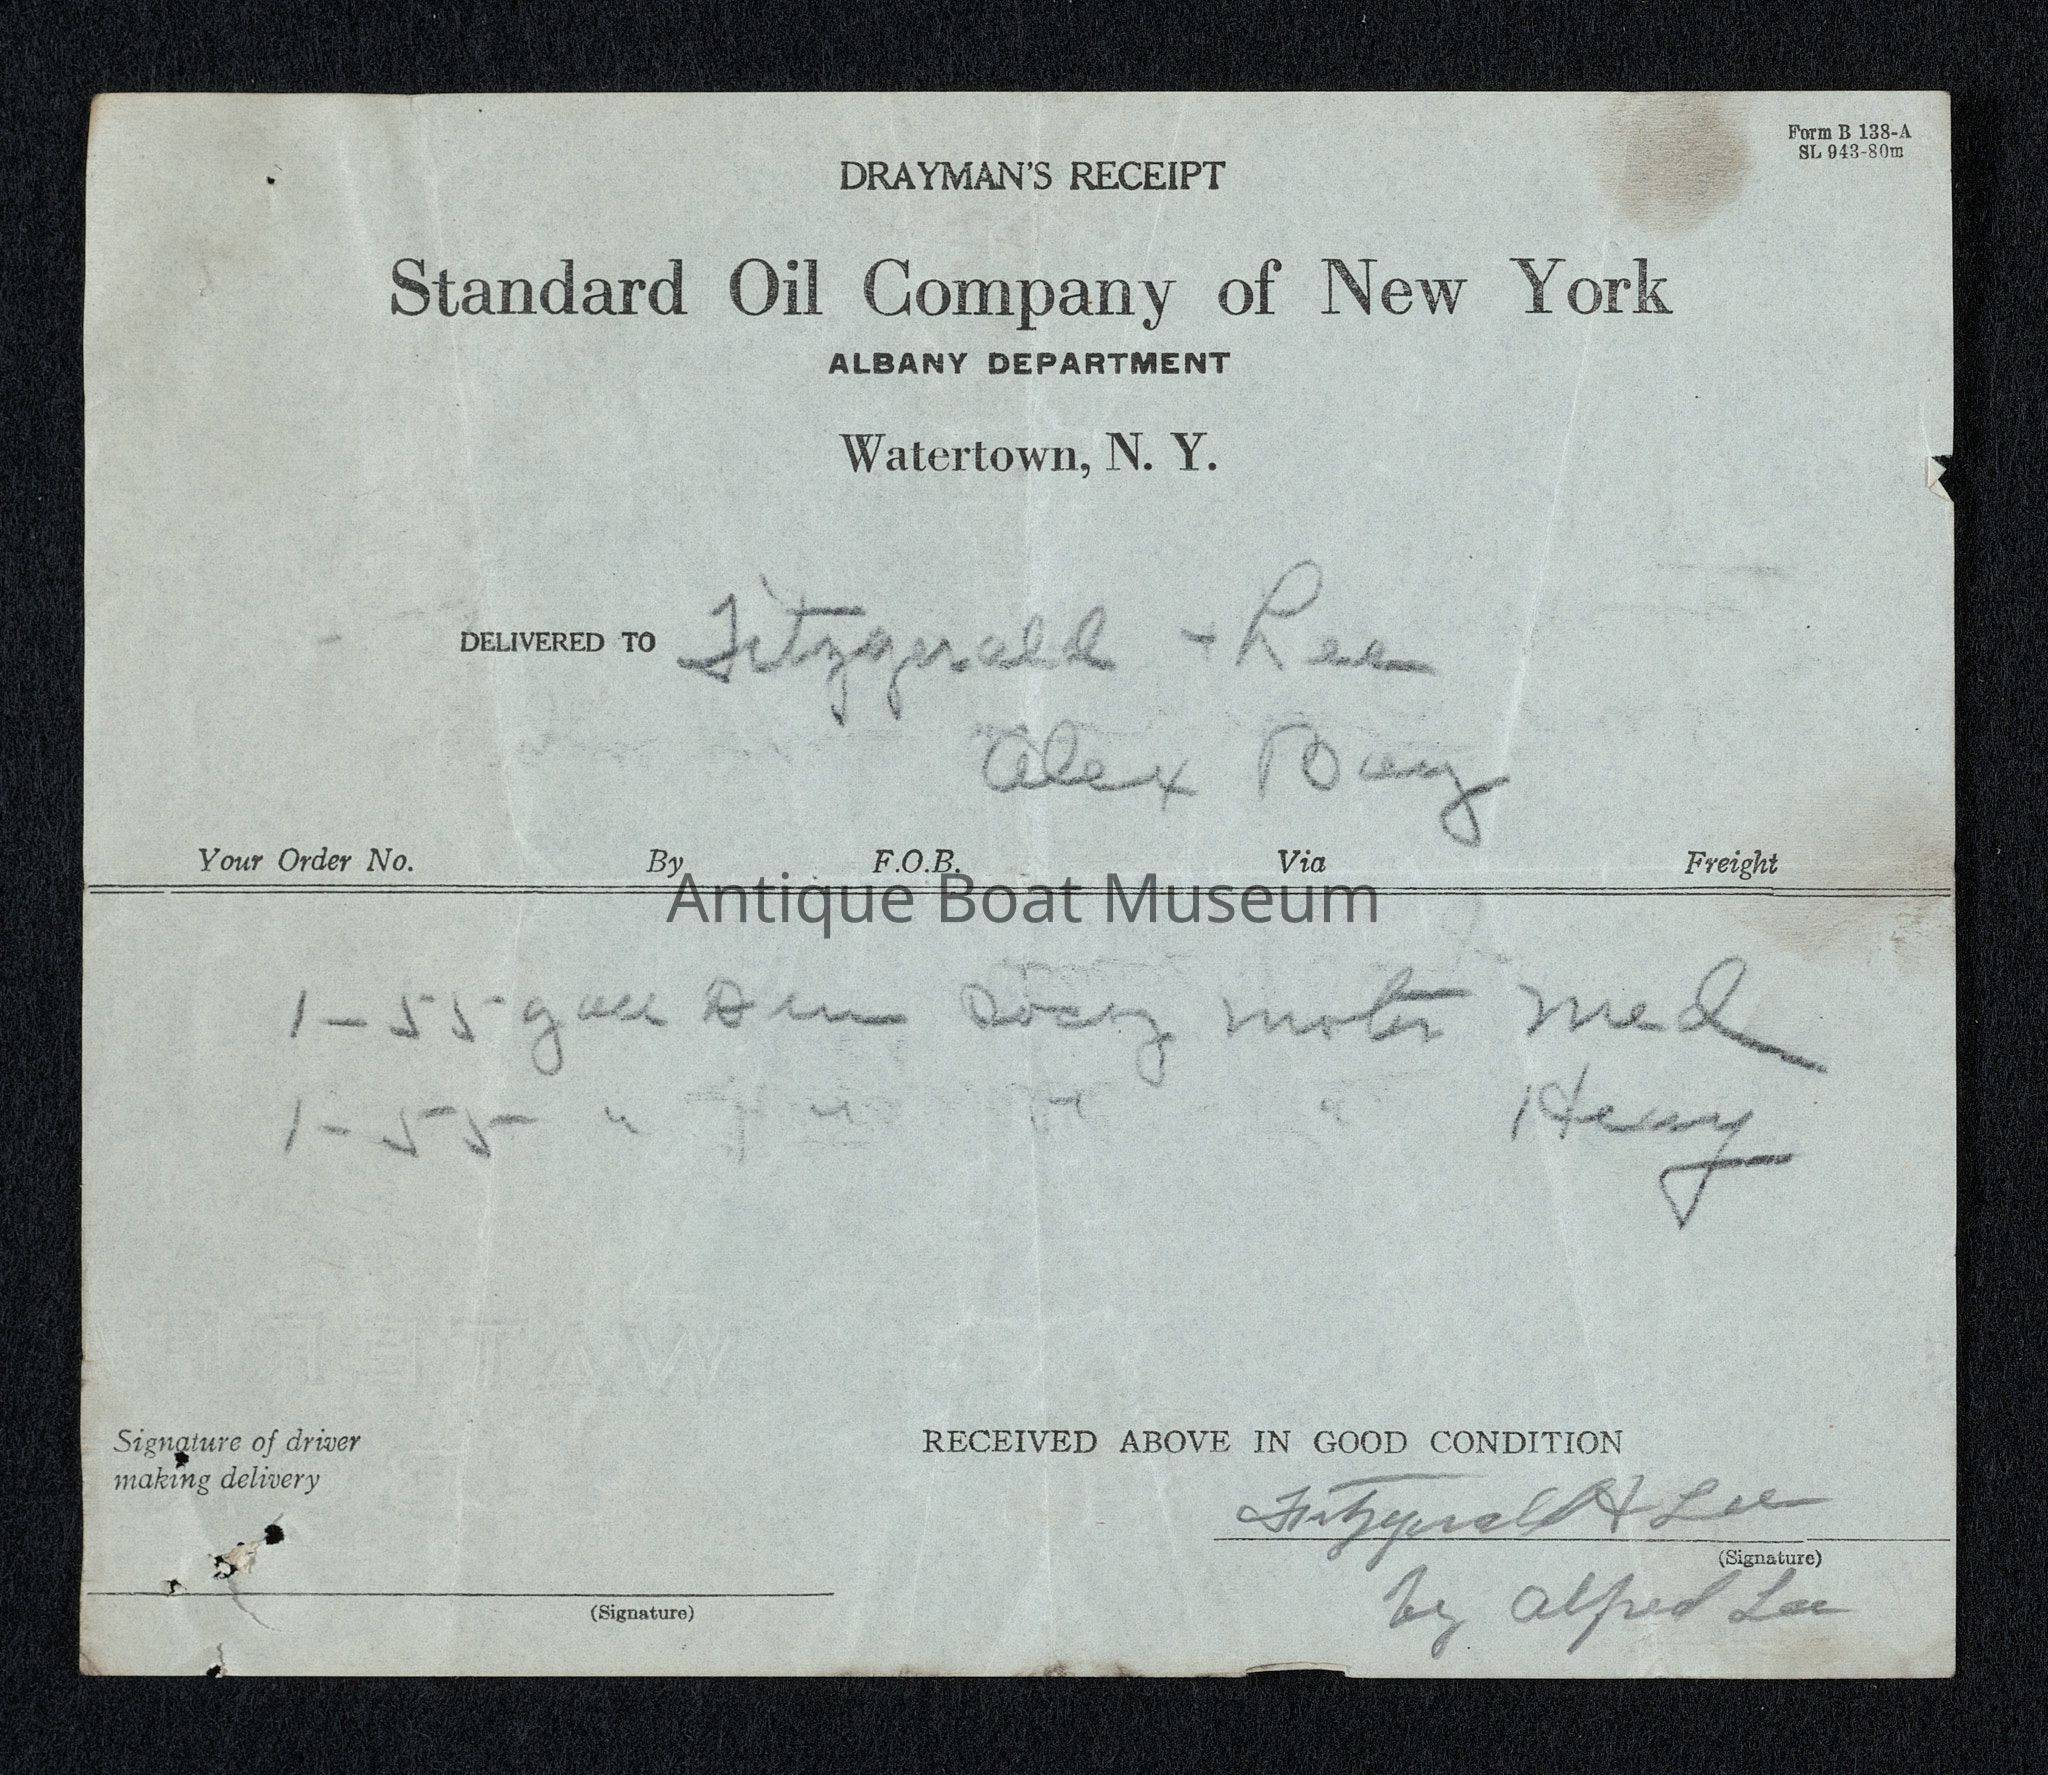 Form B 138-A
SL 943-80m
DRAYMAN'S RECEIPT
Standard Oil Company of New York
ALBANY DEPARTMENT
Watertown, N. Y.
DELIVERED TO Fitzgerald + Lee
Alex Bay
Your Order No. By F.O.B. Via Freight
Antique Boat Museum
1-55 gall Drum Socony Motor Med
1-55 " " " " Heavy
WATER
Signature of driver
making delivery
RECEIVED ABOVE IN GOOD CONDITION
Fitzgerald & Lee
(Signature)
by Alfred Lee
(Signature)